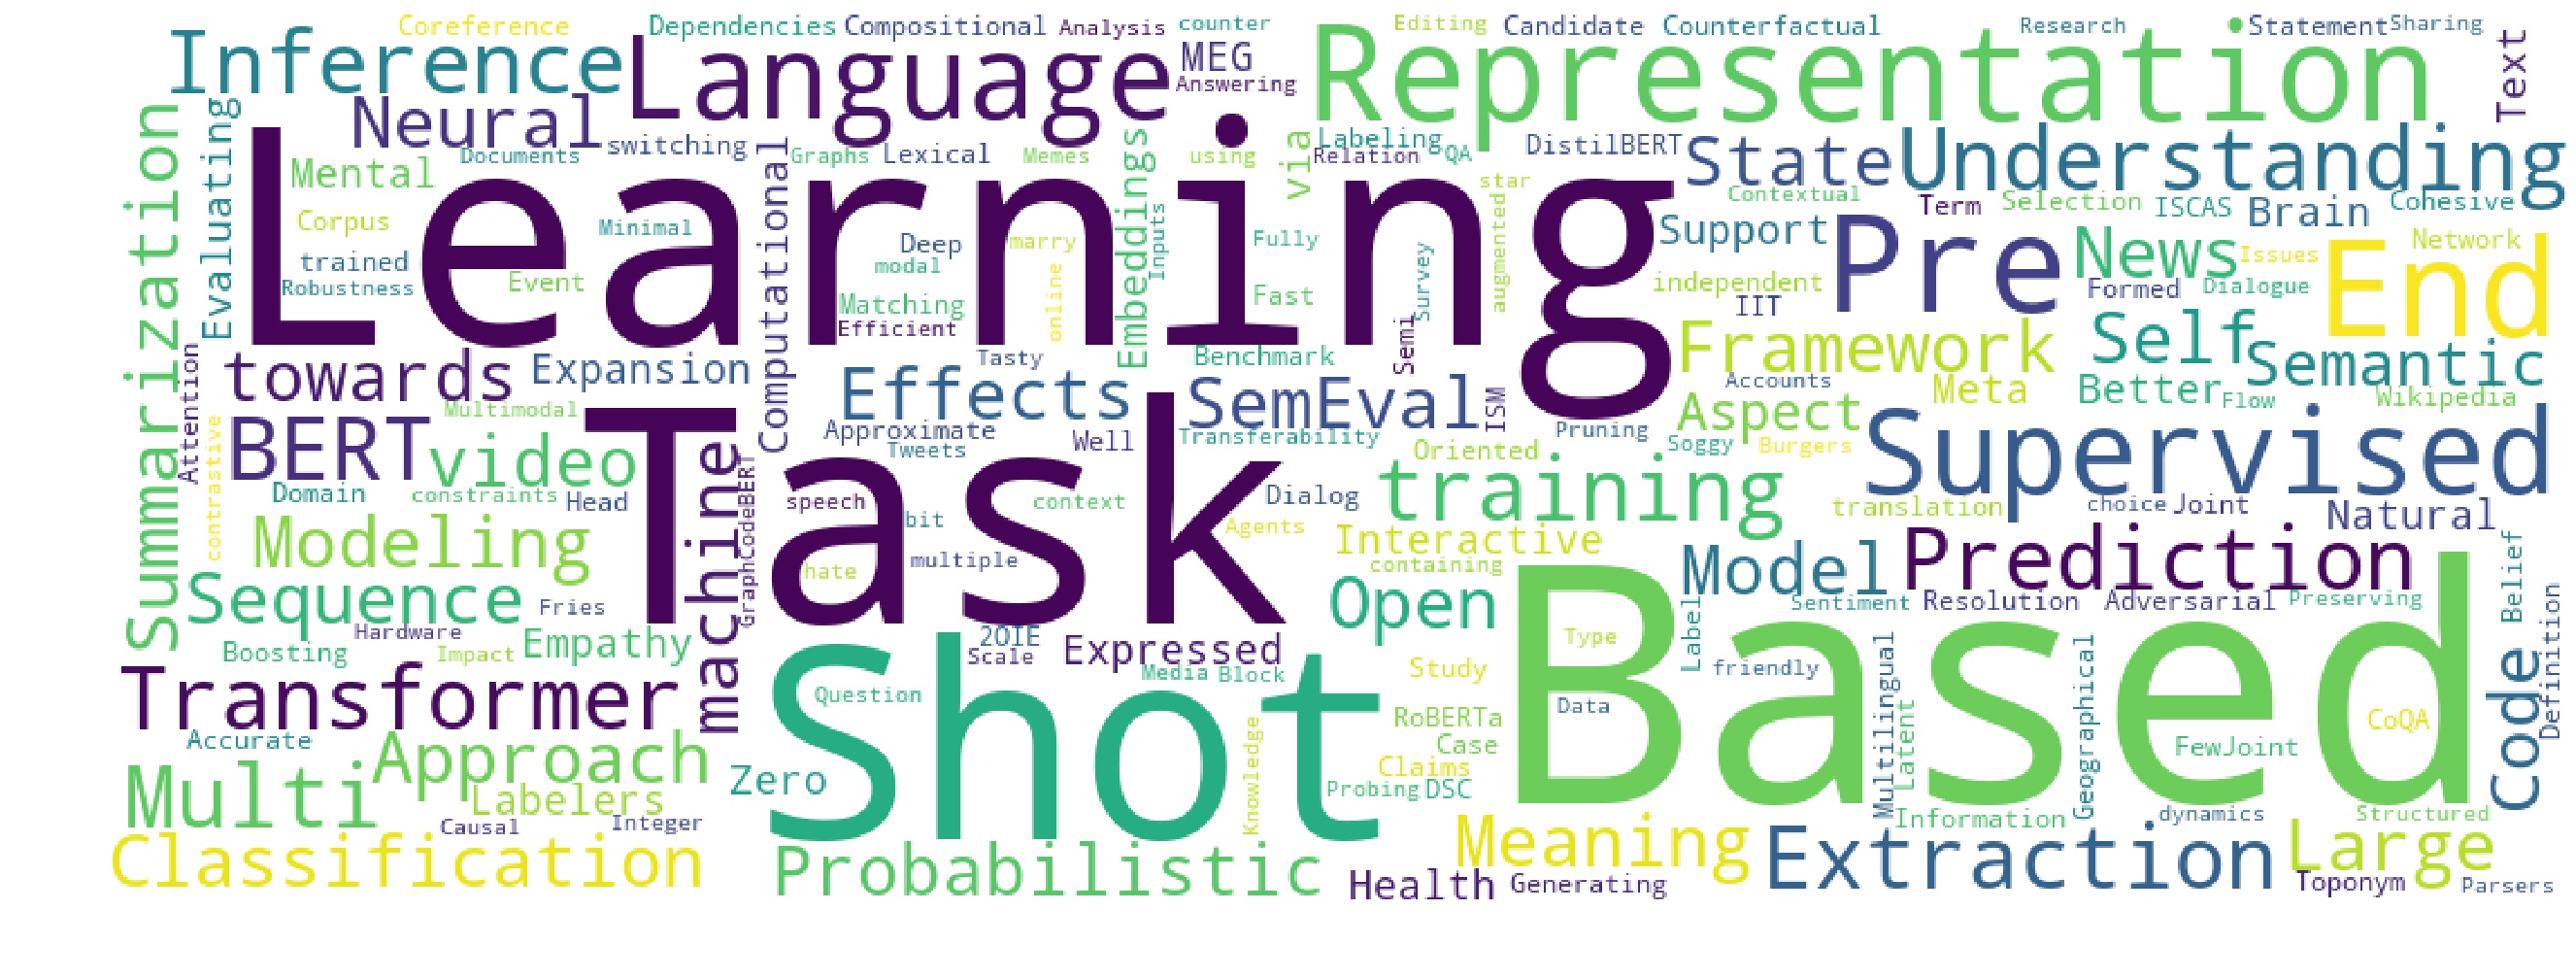 Coreference Dependencies Compositional Analysis counter Editing Candidate Counterfactual Research Statement Sharing
Inference Language MEG Representation Text
Answering
Neural switching Labeling QA DistilBERT State Understanding
Summarization Evaluating Mental Documents Computational Graphs Lexical Memes Embeddings using via Relation
star Contextual Term Selection ISCAS Brain Cohesive
Learning
Corpus Minimal Deep marry Inputs Fully Survey augmented Support Pre News Issues Network End
trained modal online
Robustness Event Matching Fast independent IIT Formed Dialogue
Efficient Semi Framework Self
towards Expansion Tasty Benchmark Semantic
Attention Effects SemEval ISM Accounts Meta Better Flow Wikipedia
Multimodal Aspect
BERT video Approximate Well Transferability Pruning Supervised
contrastive Tweets Oriented Soggy Burgers
Task
Domain constraints Head machine GraphCodeBERT speech context Dialog training translation choice Joint Natural
Modeling bit Agents Interactive Prediction
hate multiple containing Model Belief
Sequence Fries Open Based Sentiment Resolution Adversarial Preserving Definition
Hardware Empathy 2OIE Type Label
Boosting Impact Scale Expressed Study friendly
Transformer Shot Question Media Block Data Multilingual Latent Geographical Code
RoBERTa CoQA
Accurate Approach Knowledge Case FewJoint
Multi Labelers Zero Claims
Probing DSC
Causal Integer Information dynamics Structured
Classification Probabilistic Meaning Extraction Large
Health Generating Toponym Parsers